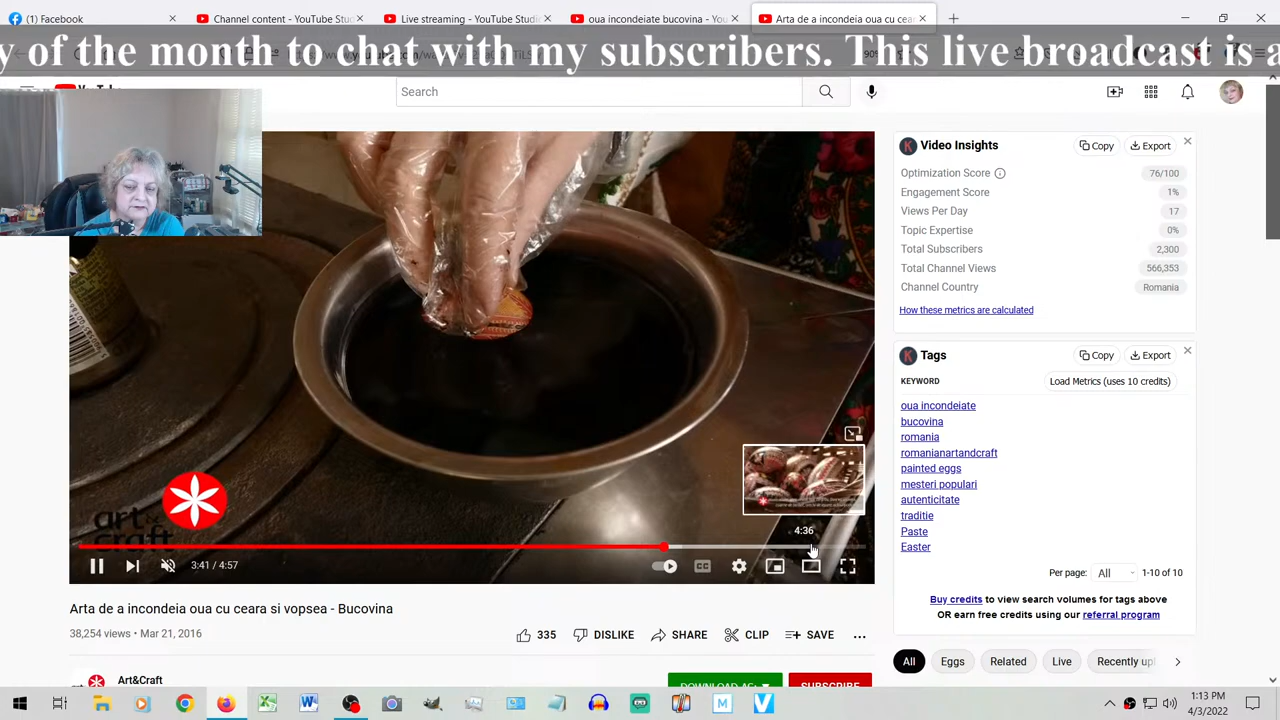 (1) Facebook
Channel content - YouTube Studi
Live streaming - YouTube Studio
oua incondeiate bucovina - YouT
Arta de a incondeia oua cu cear
y of the month to chat with my subscribers. This live broadcast is a
Search
Video Insights
Copy
Export
Optimization Score
76/100
Engagement Score
1%
Views Per Day
17
Topic Expertise
0%
Total Subscribers
2,300
Total Channel Views
566,353
Channel Country
Romania
How these metrics are calculated
Tags
Copy
Export
KEYWORD
Load Metrics (uses 10 credits)
oua incondeiate
bucovina
romania
romanianartandcraft
painted eggs
mesteri populari
autenticitate
traditie
Paste
Easter
Per page:
All
1-10 of 10
Buy credits to view search volumes for tags above
OR earn free credits using our referral program
All
Eggs
Related
Live
Recently upl
craft
4:36
3:41 / 4:57
Arta de a incondeia oua cu ceara si vopsea - Bucovina
38,254 views • Mar 21, 2016
335
DISLIKE
SHARE
CLIP
SAVE
Art&Craft
DOWNLOAD AS:
SUBSCRIBE
1:13 PM
4/3/2022